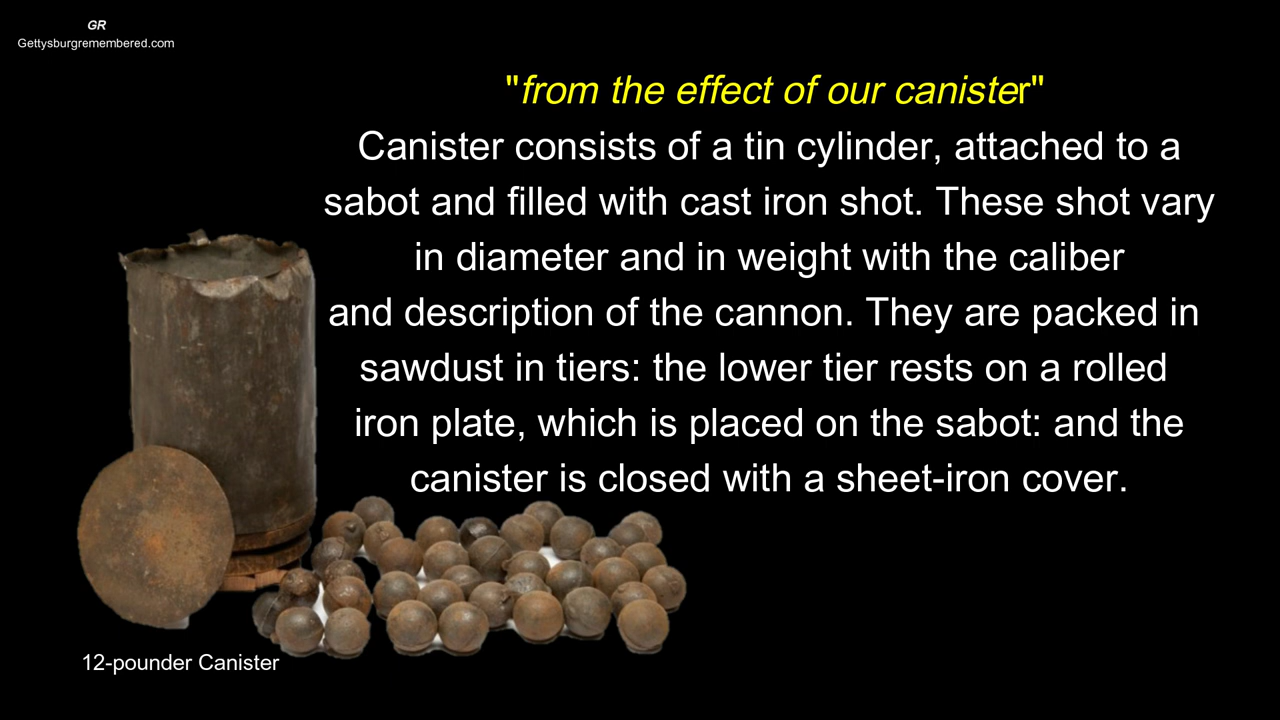 GR
Gettysburgremembered.com
"from the effect of our canister"
Canister consists of a tin cylinder, attached to a
sabot and filled with cast iron shot. These shot vary
in diameter and in weight with the caliber
and description of the cannon. They are packed in
sawdust in tiers: the lower tier rests on a rolled
iron plate, which is placed on the sabot: and the
canister is closed with a sheet-iron cover.
12-pounder Canister